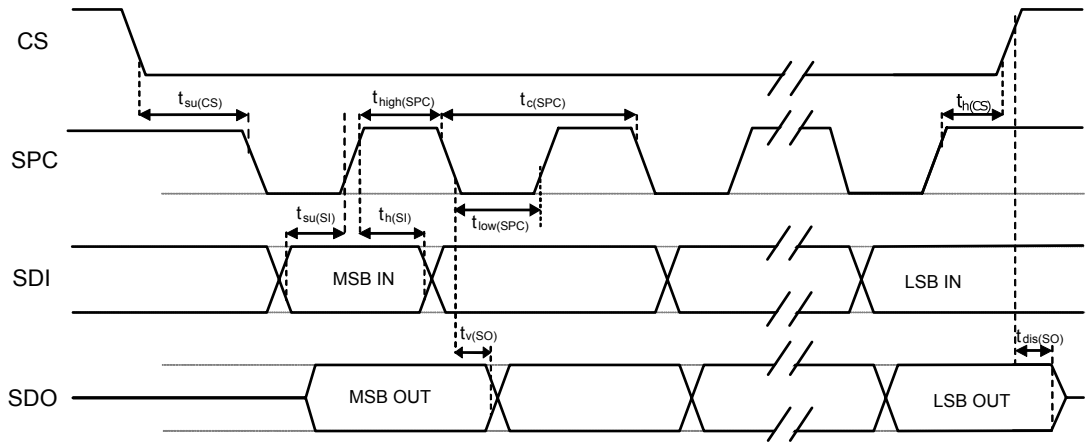 CS
tsu(CS)
thigh(SPC)
tc(SPC)
th(CS)
SPC
tsu(SI)
th(SI)
tlow(SPC)
SDI
MSB IN
LSB IN
tv(SO)
tdis(SO)
SDO
MSB OUT
LSB OUT